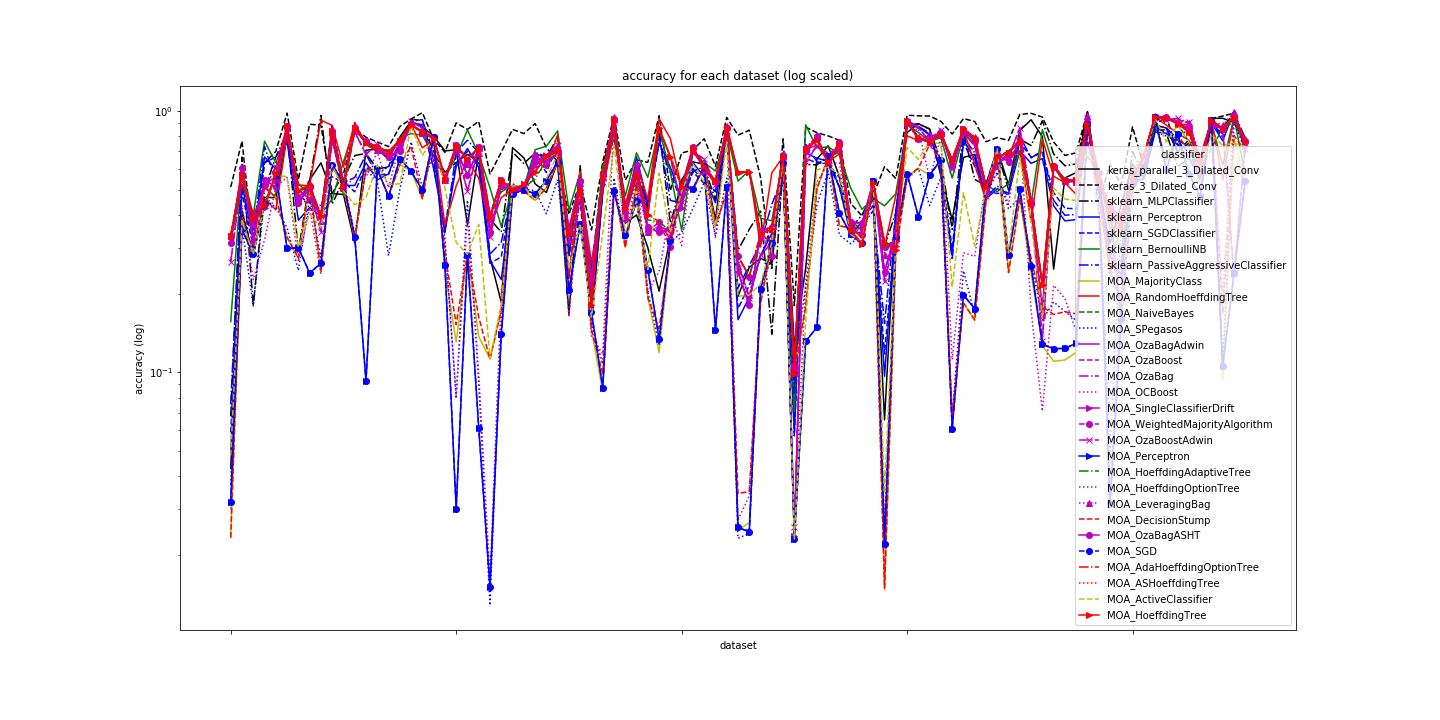 accuracy for each dataset (log scaled)
10⁰
10⁻¹
accuracy (log)
dataset
classifier
keras_parallel_3_Dilated_Conv
keras_3_Dilated_Conv
sklearn_MLPClassifier
sklearn_Perceptron
sklearn_SGDClassifier
sklearn_BernoulliNB
sklearn_PassiveAggressiveClassifier
MOA_MajorityClass
MOA_RandomHoeffdingTree
MOA_NaiveBayes
MOA_SPegasos
MOA_OzaBagAdwin
MOA_OzaBoost
MOA_OzaBag
MOA_OCBoost
MOA_SingleClassifierDrift
MOA_WeightedMajorityAlgorithm
MOA_OzaBoostAdwin
MOA_Perceptron
MOA_HoeffdingAdaptiveTree
MOA_HoeffdingOptionTree
MOA_LeveragingBag
MOA_DecisionStump
MOA_OzaBagASHT
MOA_SGD
MOA_AdaHoeffdingOptionTree
MOA_ASHoeffdingTree
MOA_ActiveClassifier
MOA_HoeffdingTree